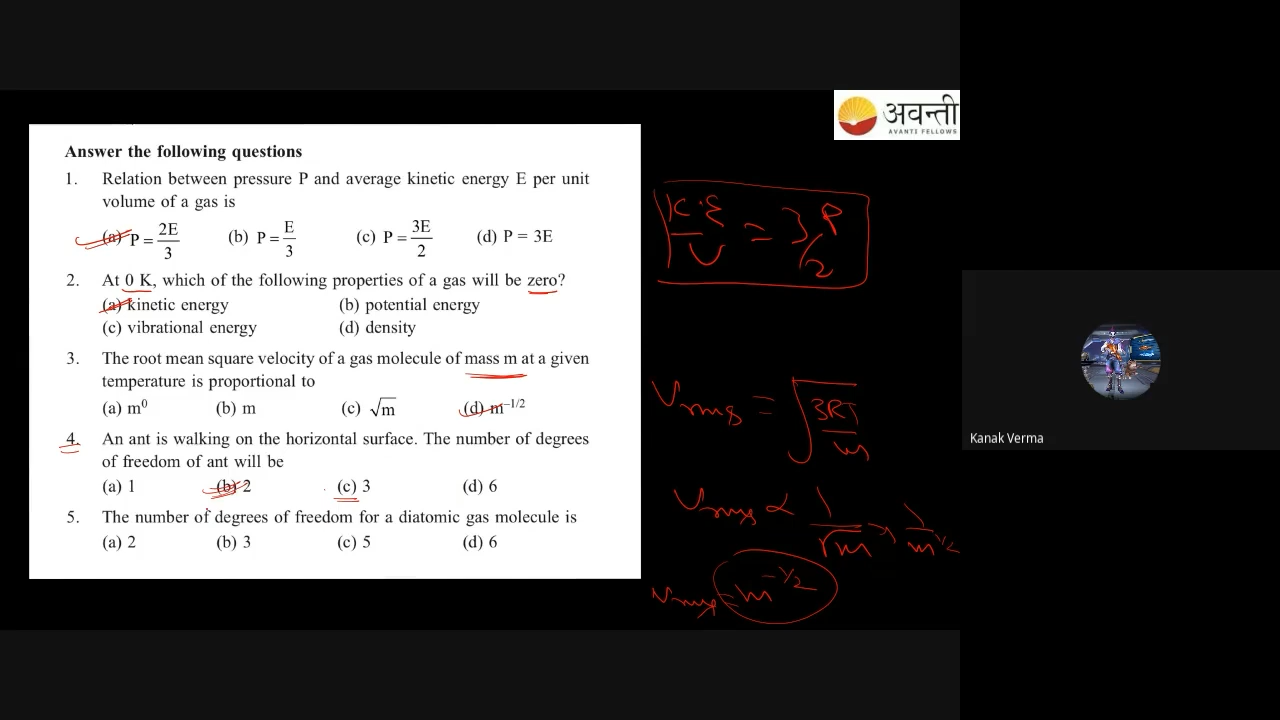 अवन्ती
AVANTI FELLOWS
Answer the following questions
1. Relation between pressure P and average kinetic energy E per unit
volume of a gas is
(a) P = 2E/3 (b) P = E/3 (c) P = 3E/2 (d) P = 3E
2. At 0 K, which of the following properties of a gas will be zero?
(a) kinetic energy (b) potential energy
(c) vibrational energy (d) density
3. The root mean square velocity of a gas molecule of mass m at a given
temperature is proportional to
(a) m⁰ (b) m (c) √m (d) m⁻¹/²
4. An ant is walking on the horizontal surface. The number of degrees
of freedom of ant will be
(a) 1 (b) 2 (c) 3 (d) 6
5. The number of degrees of freedom for a diatomic gas molecule is
(a) 2 (b) 3 (c) 5 (d) 6
K.E/V = 3P/2
Vrms = √(3RT/m)
Vrms ∝ 1/√m → 1/m^½
Vrms = m^-½
Kanak Verma